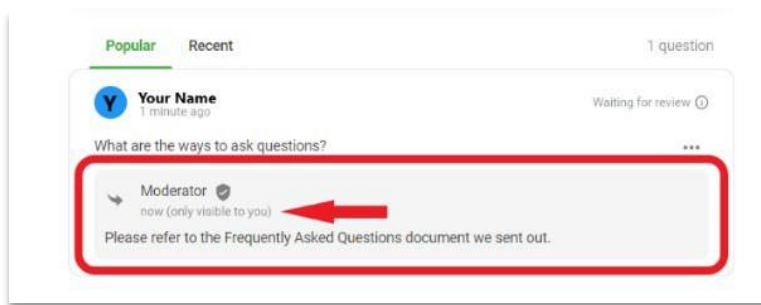 Popular Recent 1 question
Y Your Name Waiting for review
1 minute ago
What are the ways to ask questions?
Moderator
now (only visible to you)
Please refer to the Frequently Asked Questions document we sent out.